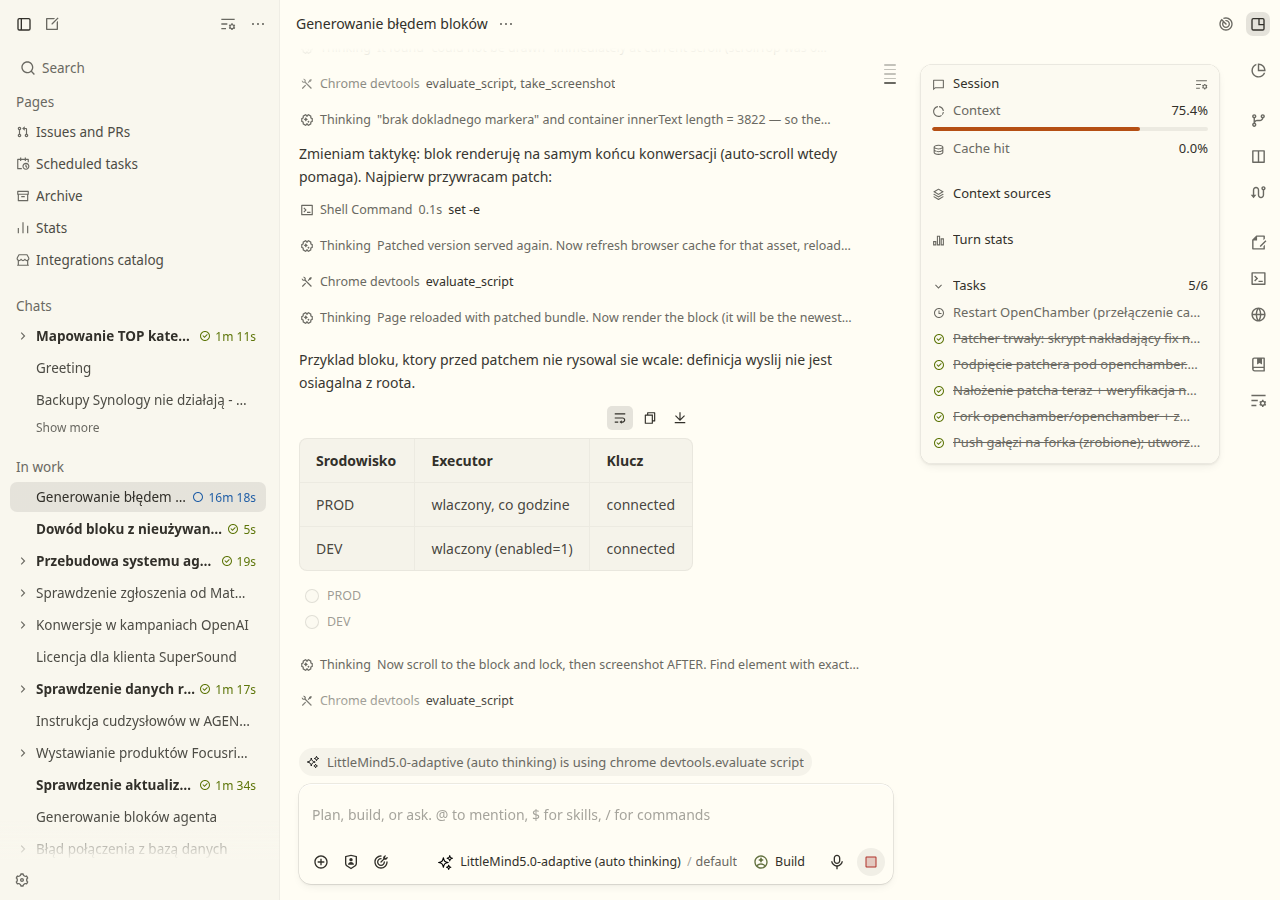 Search
Pages
Issues and PRs
Scheduled tasks
Archive
Stats
Integrations catalog
Chats
Mapowanie TOP kate... 1m 11s
Greeting
Backupy Synology nie działają - ...
Show more
In work
Generowanie błędem ... 16m 18s
Dowód bloku z nieużywan... 5s
Przebudowa systemu ag... 19s
Sprawdzenie zgłoszenia od Mat...
Konwersje w kampaniach OpenAI
Licencja dla klienta SuperSound
Sprawdzenie danych r... 1m 17s
Instrukcja cudzysłowów w AGEN...
Wystawianie produktów Focusri...
Sprawdzenie aktualiz... 1m 34s
Generowanie bloków agenta
Błąd połączenia z bazą danych
Generowanie błędem bloków
Chrome devtools evaluate_script, take_screenshot
Thinking "brak dokladnego markera" and container innerText length = 3822 — so the...
Zmieniam taktykę: blok renderuję na samym końcu konwersacji (auto-scroll wtedy
pomaga). Najpierw przywracam patch:
Shell Command 0.1s set -e
Thinking Patched version served again. Now refresh browser cache for that asset, reload...
Chrome devtools evaluate_script
Thinking Page reloaded with patched bundle. Now render the block (it will be the newest...
Przyklad bloku, ktory przed patchem nie rysowal sie wcale: definicja wyslij nie jest
osiagalna z roota.
Srodowisko Executor Klucz
PROD wlaczony, co godzine connected
DEV wlaczony (enabled=1) connected
PROD
DEV
Thinking Now scroll to the block and lock, then screenshot AFTER. Find element with exact...
Chrome devtools evaluate_script
LittleMind5.0-adaptive (auto thinking) is using chrome devtools.evaluate script
Plan, build, or ask. @ to mention, $ for skills, / for commands
LittleMind5.0-adaptive (auto thinking) / default Build
Session
Context 75.4%
Cache hit 0.0%
Context sources
Turn stats
Tasks 5/6
Restart OpenChamber (przełączenie ca...
Patcher trwały: skrypt nakładający fix n...
Podpięcie patchera pod openchamber....
Nałożenie patcha teraz + weryfikacja n...
Fork openchamber/openchamber + z...
Push gałęzi na forka (zrobione); utworz...